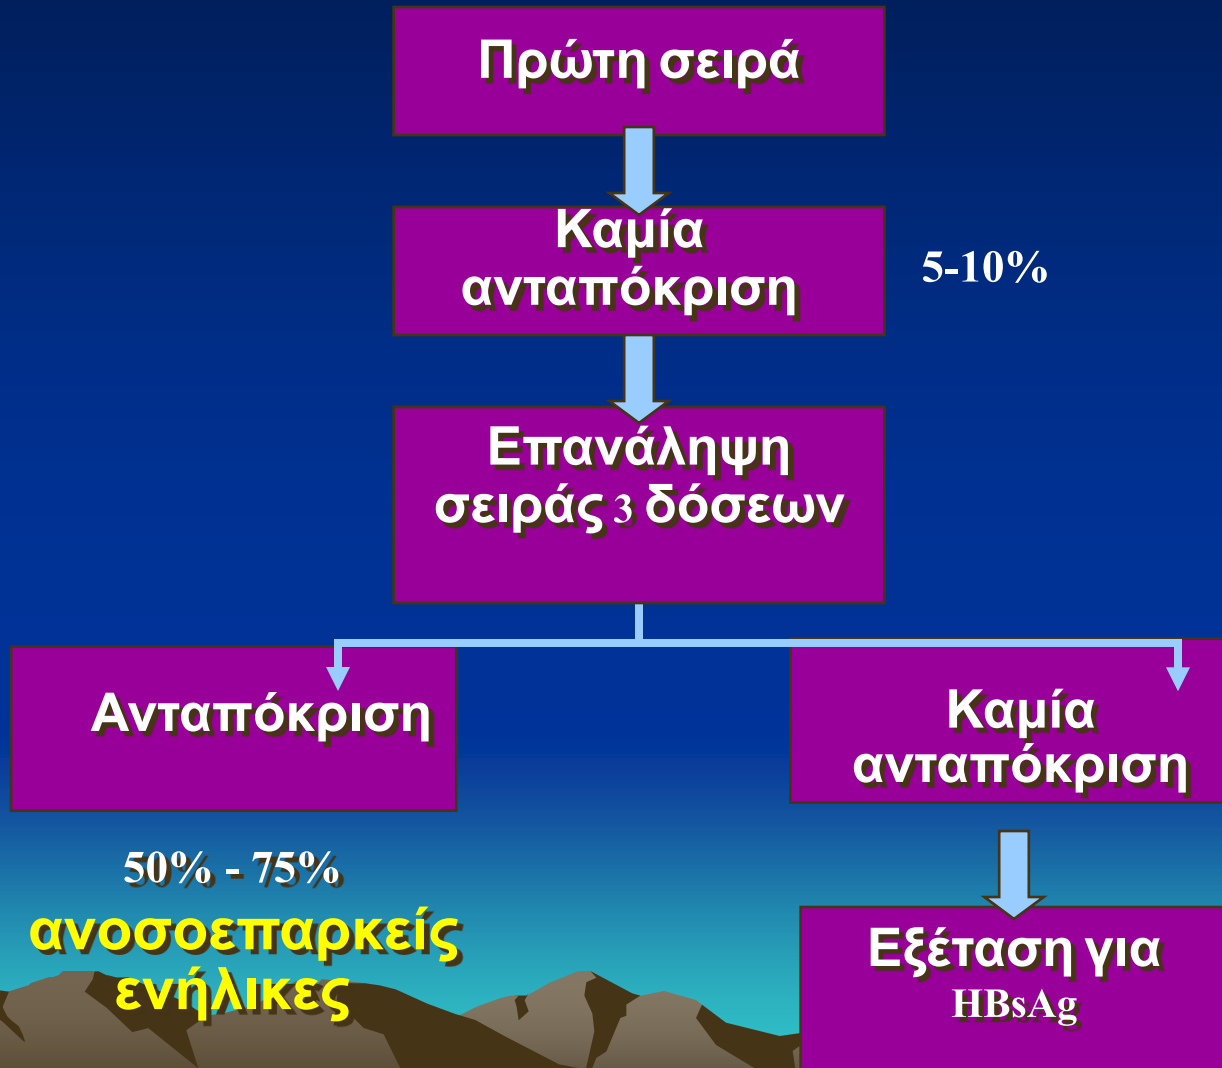 Πρώτη σειρά
Καμία
ανταπόκριση
5-10%
Επανάληψη
σειράς 3 δόσεων
Ανταπόκριση
Καμία
ανταπόκριση
50% - 75%
ανοσοεπαρκείς
ενήλικες
Εξέταση για
HBsAg